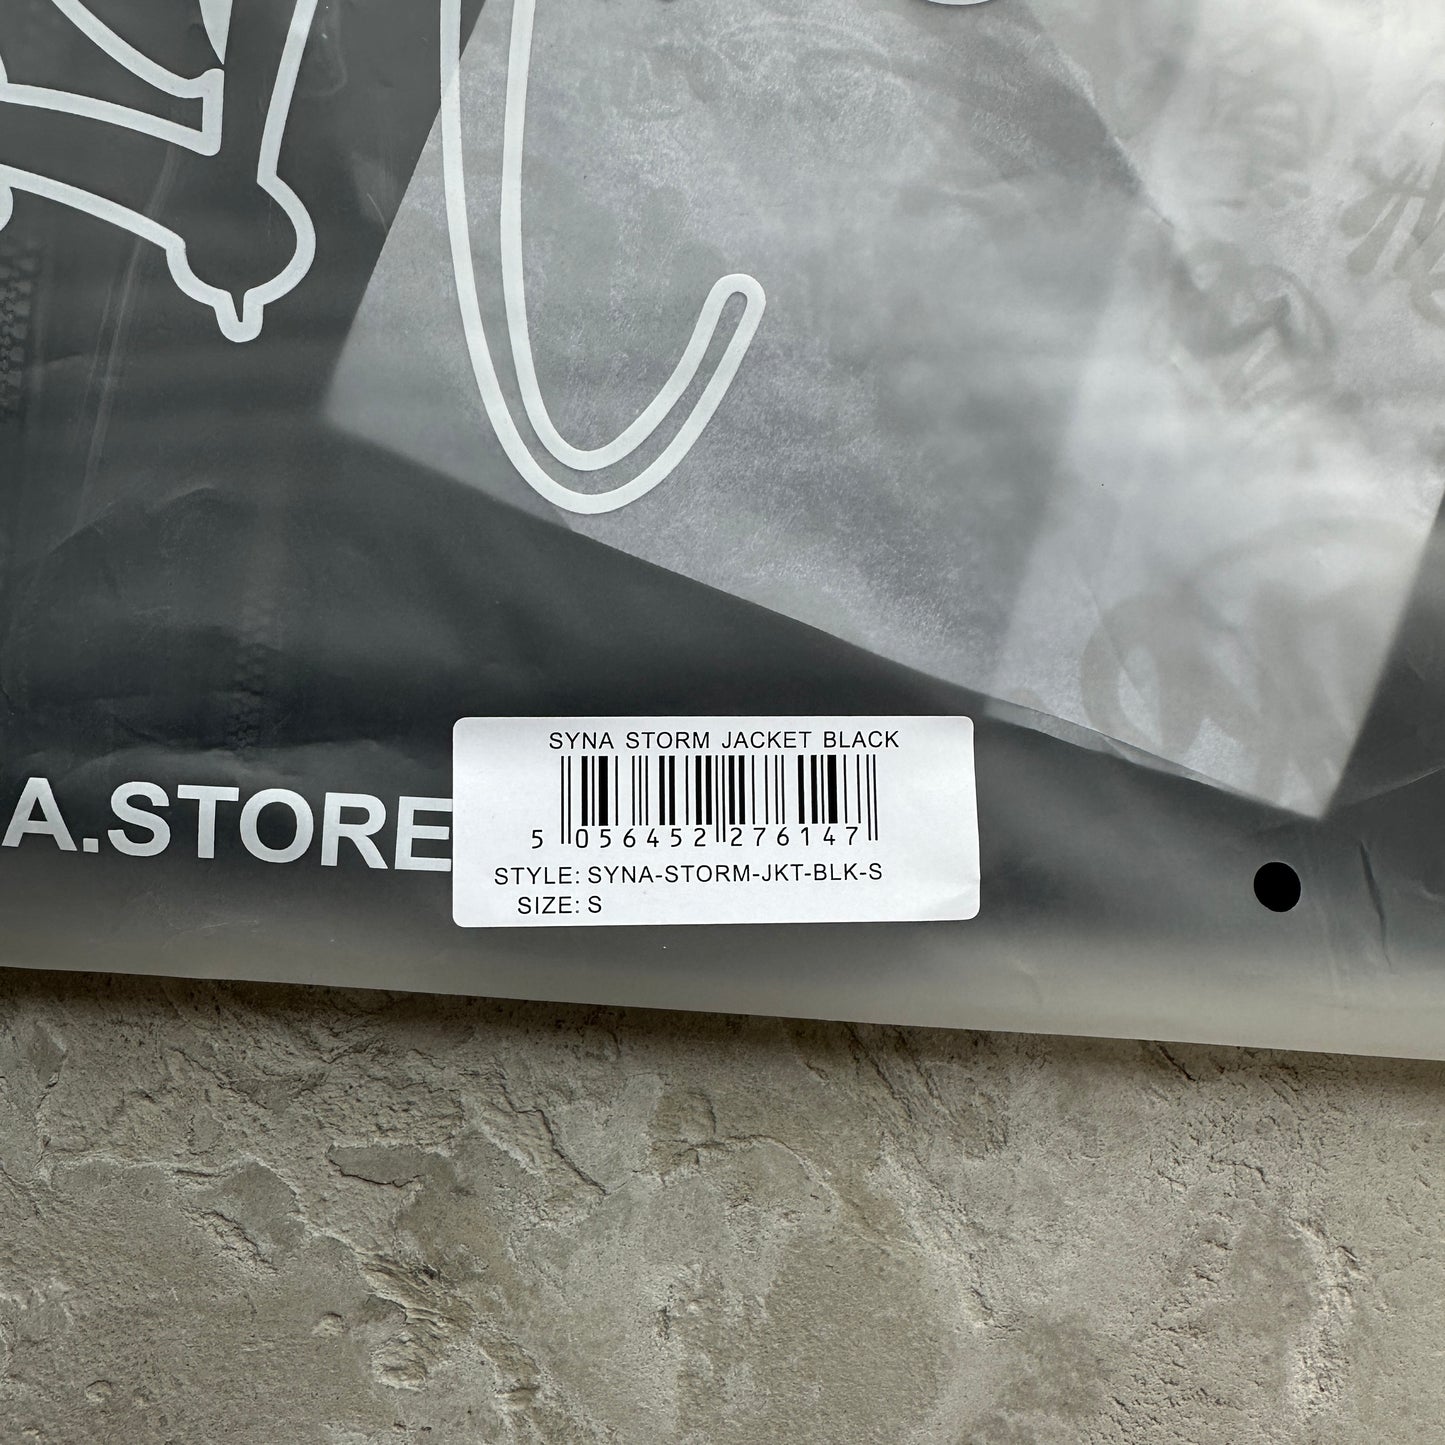 SYNA STORM JACKET BLACK
5 056452 276147
STYLE: SYNA-STORM-JKT-BLK-S
SIZE: S
A.STORE